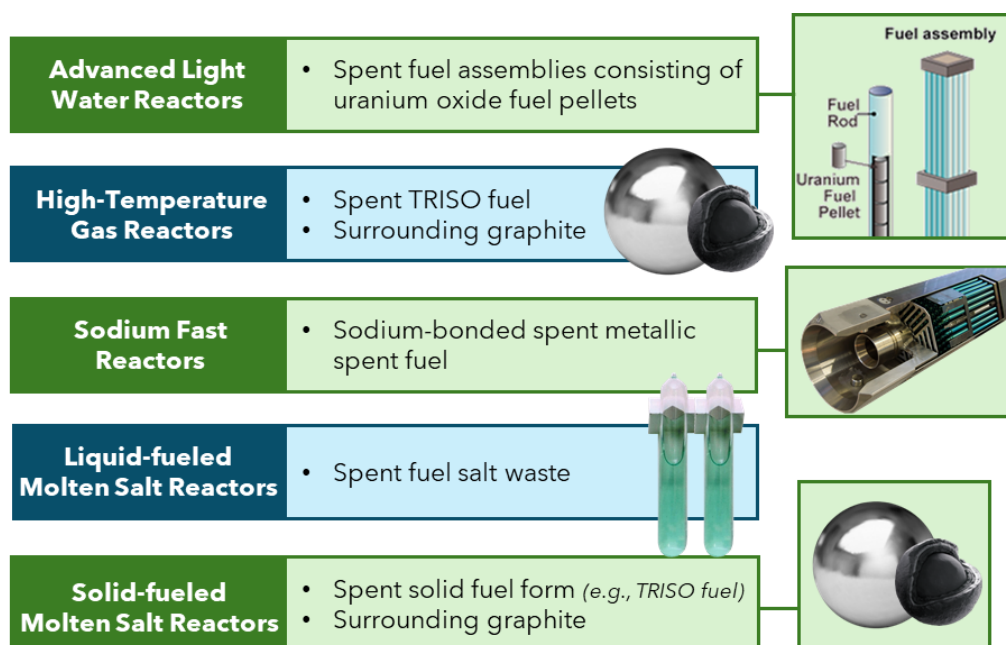 Advanced Light
Water Reactors
• Spent fuel assemblies consisting of
uranium oxide fuel pellets
Fuel assembly
Fuel
Rod
Uranium
Fuel
Pellet
High-Temperature
Gas Reactors
• Spent TRISO fuel
• Surrounding graphite
Sodium Fast
Reactors
• Sodium-bonded spent metallic
spent fuel
Liquid-fueled
Molten Salt Reactors
• Spent fuel salt waste
Solid-fueled
Molten Salt Reactors
• Spent solid fuel form (e.g., TRISO fuel)
• Surrounding graphite